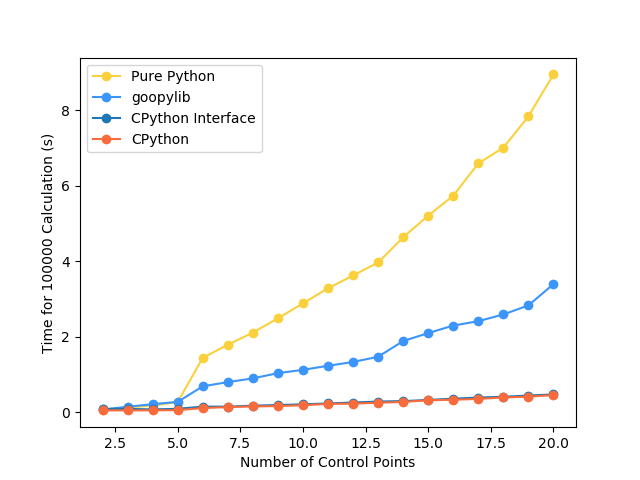 Pure Python
goopylib
CPython Interface
CPython
Time for 100000 Calculation (s)
8
6
4
2
0
2.5 5.0 7.5 10.0 12.5 15.0 17.5 20.0
Number of Control Points